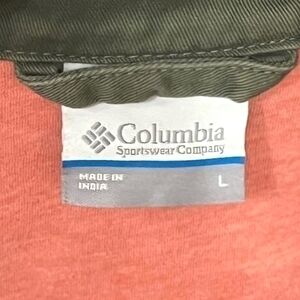 Columbia
Sportswear Company
MADE IN
INDIA
L